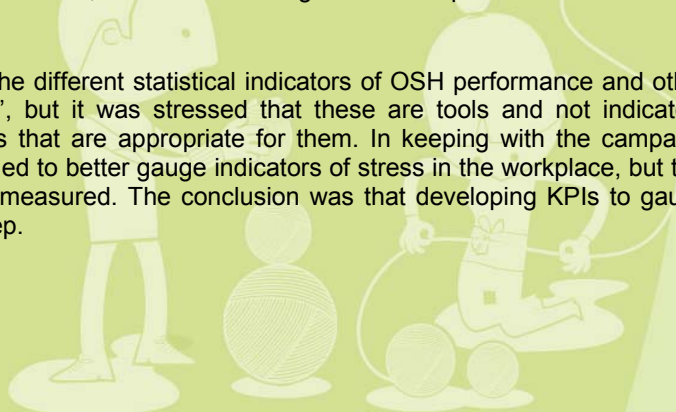 he different statistical indicators of OSH performance and oth
', but it was stressed that these are tools and not indicato
s that are appropriate for them. In keeping with the campa
ed to better gauge indicators of stress in the workplace, but t
measured. The conclusion was that developing KPIs to gau
ep.